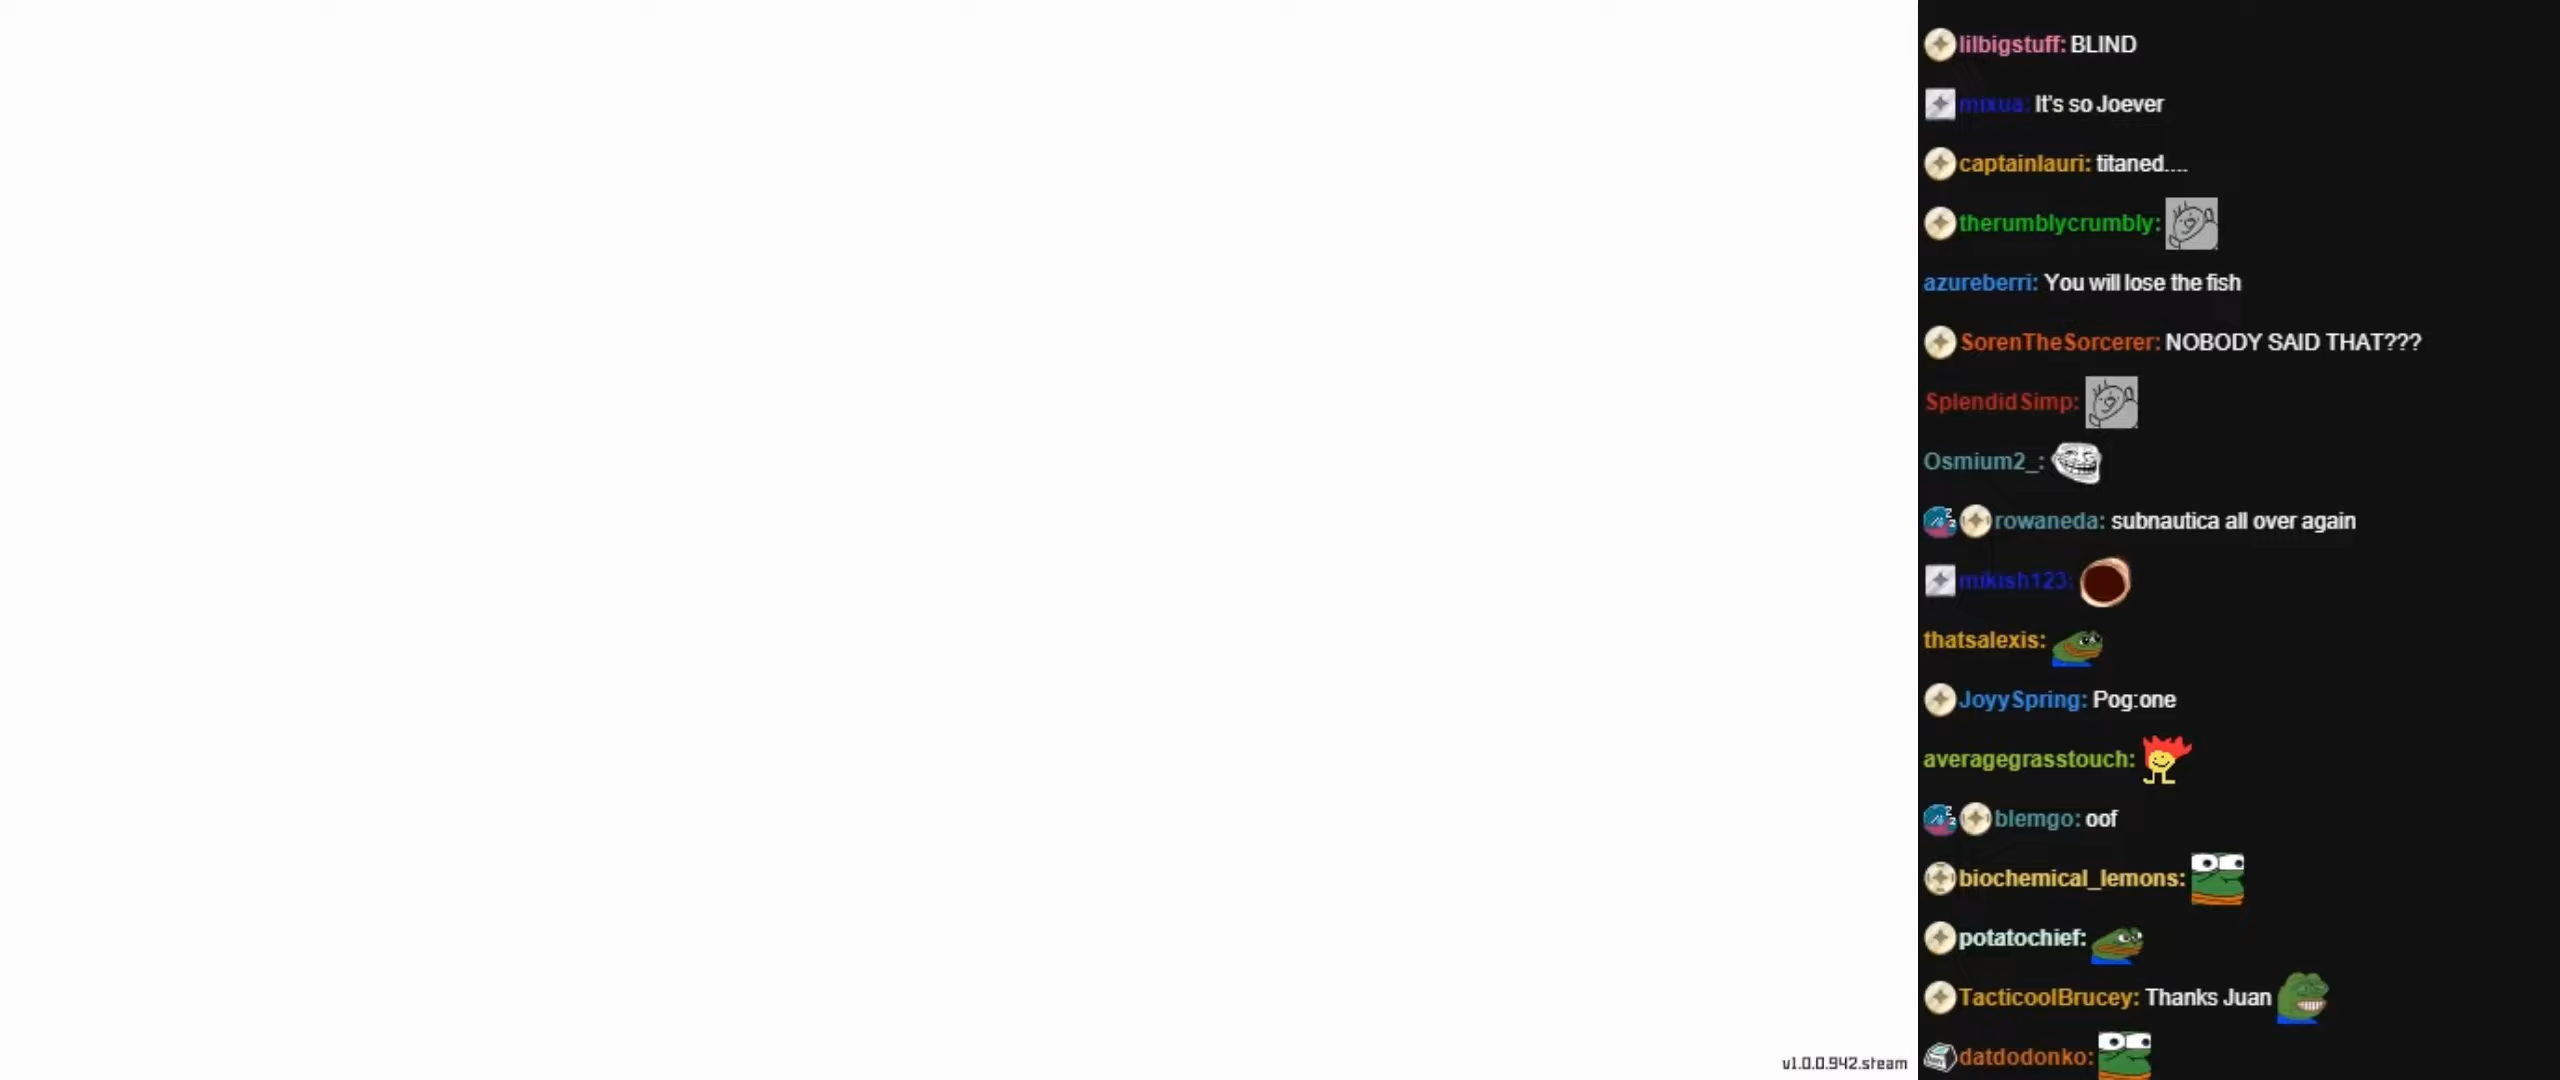 lilbigstuff: BLIND
mixua: It's so Joever
captainlauri: titaned....
therumblycrumbly:
azureberri: You will lose the fish
SorenTheSorcerer: NOBODY SAID THAT???
SplendidSimp:
Osmium2_:
rowaneda: subnautica all over again
mikish123:
thatsalexis:
JoyySpring: Pog:one
averagegrasstouch:
blemgo: oof
biochemical_lemons:
potatochief:
TacticoolBrucey: Thanks Juan
datdodonko:
v1.0.0.942.steam